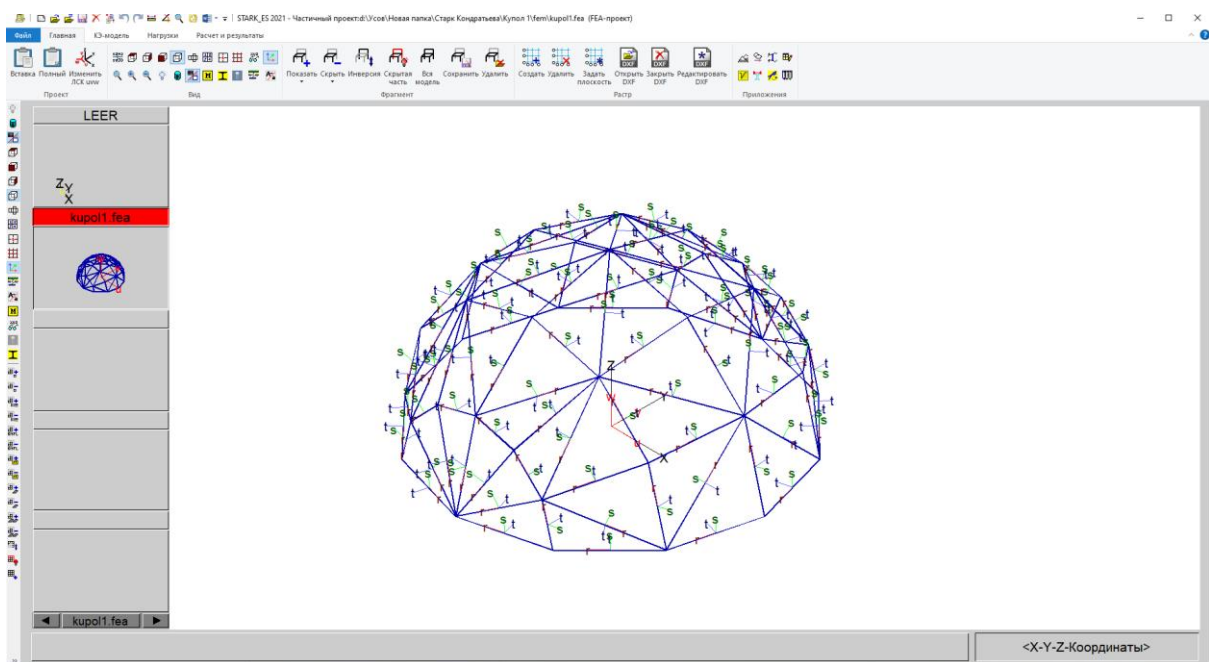 STARK_ES 2021 - Частичный проект:d:\Усов\Новая папка\Старк Кондратьева\Купол 1\fem\kupol1.fea (FEA-проект)
Файл Главная КЭ-модель Нагрузки Расчет и результаты
Вставка Полный Изменить ЛСК uvw
Показать Скрыть Инверсия Скрытая часть Вся модель Сохранить Удалить
Создать Удалить Задать плоскость Открыть DXF Закрыть DXF Редактировать DXF
Проект Вид Фрагмент Растр Приложения
LEER
Z Y
X
kupol1.fea
Z
Y
X
kupol1.fea
<X-Y-Z-Координаты>